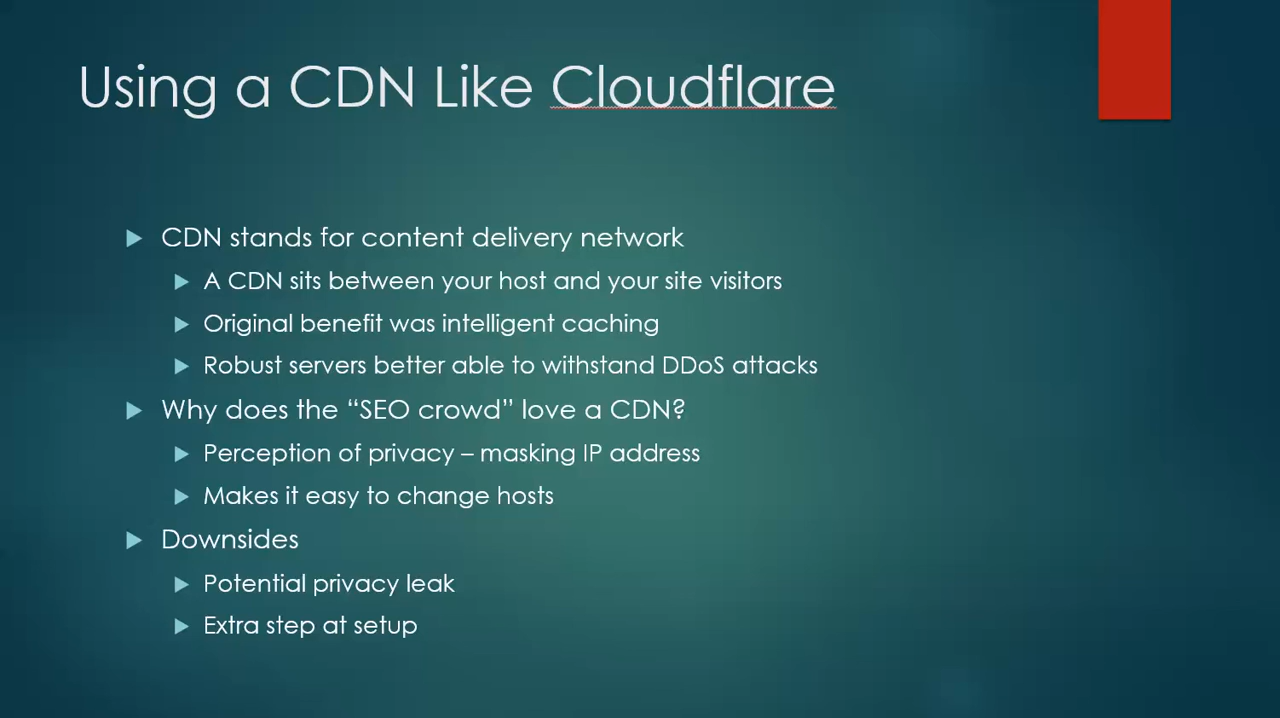 Using a CDN Like Cloudflare
CDN stands for content delivery network
A CDN sits between your host and your site visitors
Original benefit was intelligent caching
Robust servers better able to withstand DDoS attacks
Why does the “SEO crowd” love a CDN?
Perception of privacy – masking IP address
Makes it easy to change hosts
Downsides
Potential privacy leak
Extra step at setup